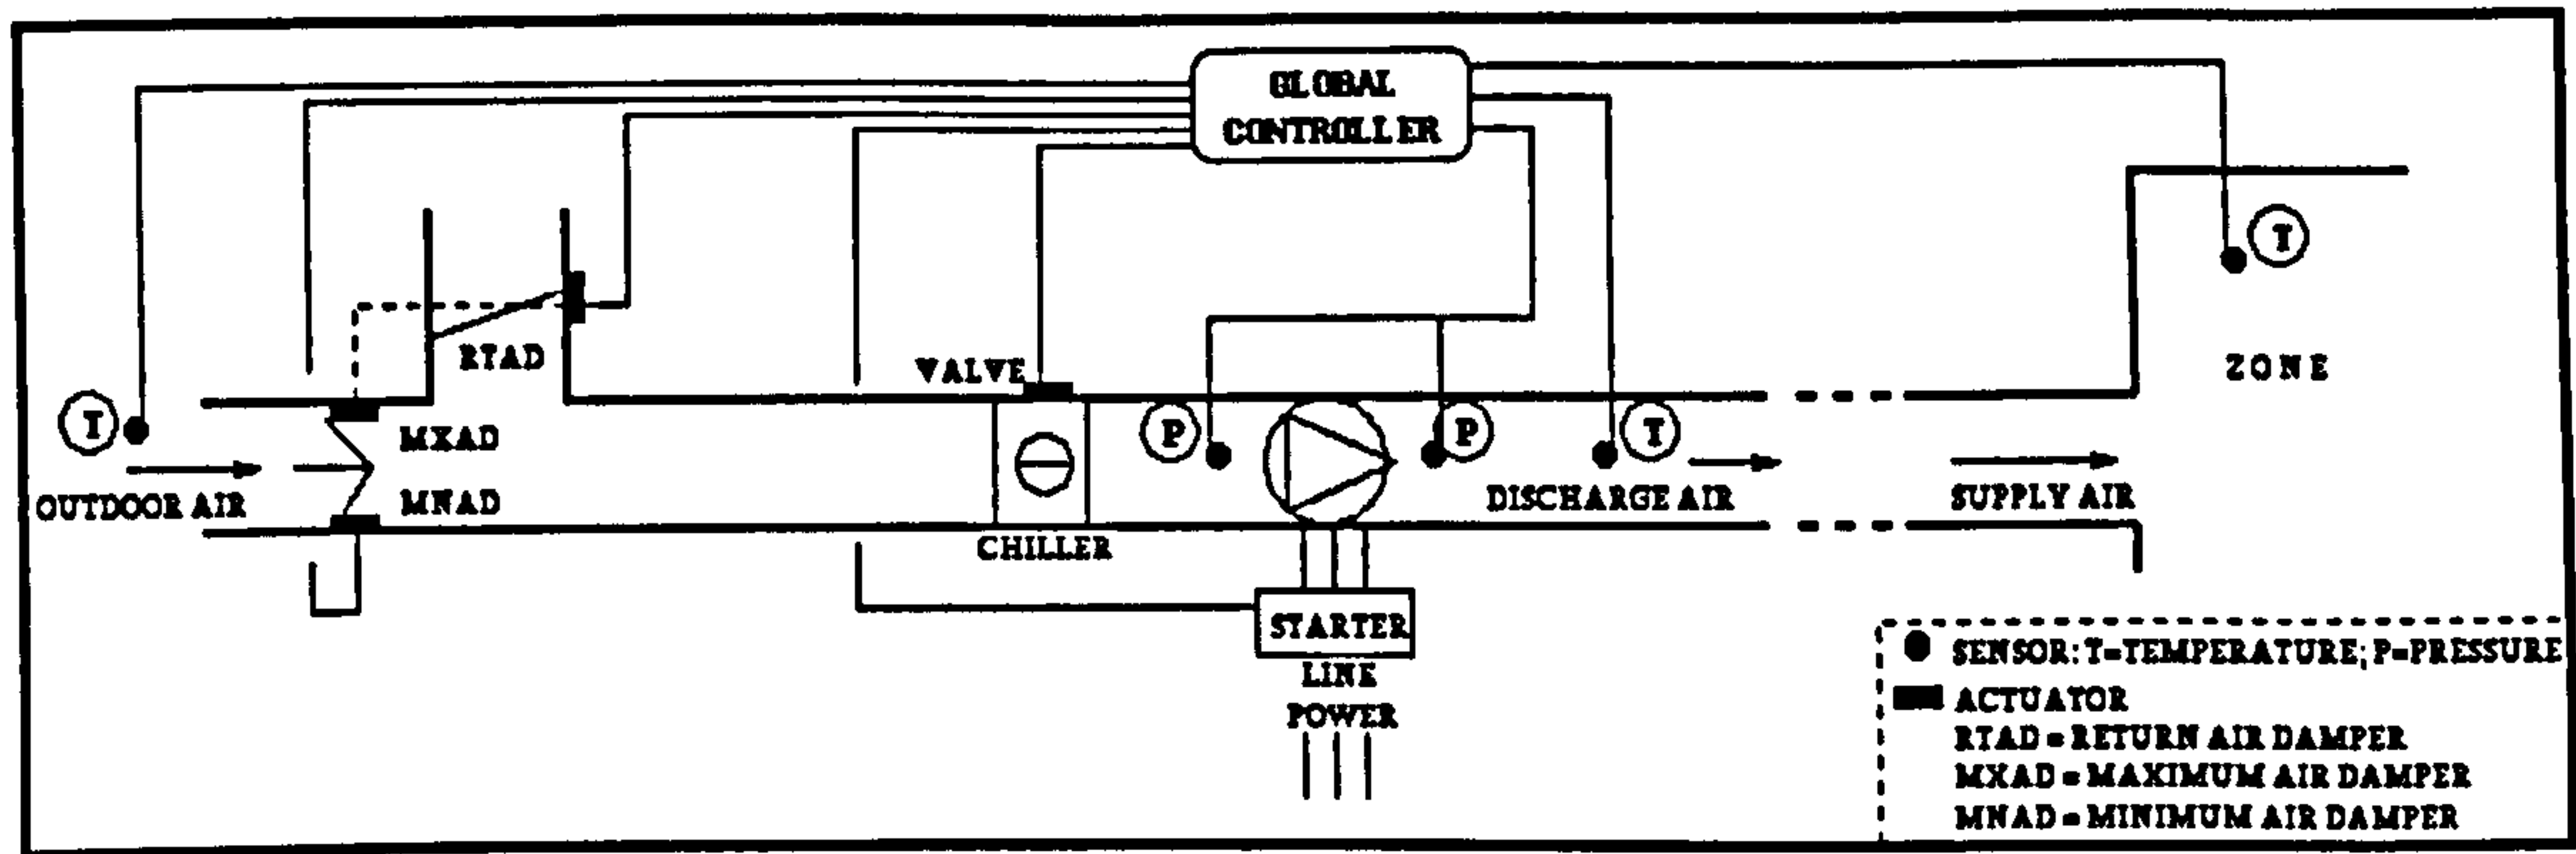 GLOBAL
CONTROLLER
T
RTAD
VALVE
ZONE
T
MXAD
P
P
T
OUTDOOR AIR
MNAD
DISCHARGE AIR
SUPPLY AIR
CHILLER
STARTER
LINE
POWER
SENSOR: T=TEMPERATURE; P=PRESSURE
ACTUATOR
RTAD = RETURN AIR DAMPER
MXAD = MAXIMUM AIR DAMPER
MNAD = MINIMUM AIR DAMPER